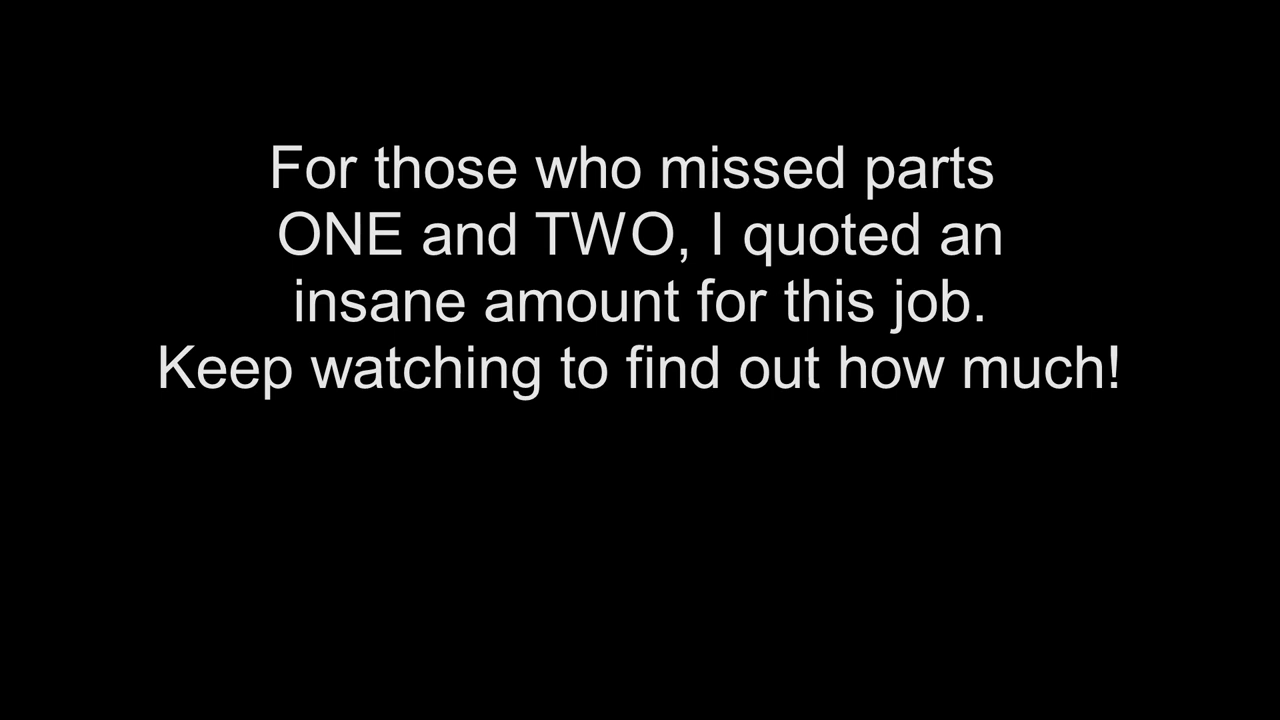 For those who missed parts
ONE and TWO, I quoted an
insane amount for this job.
Keep watching to find out how much!